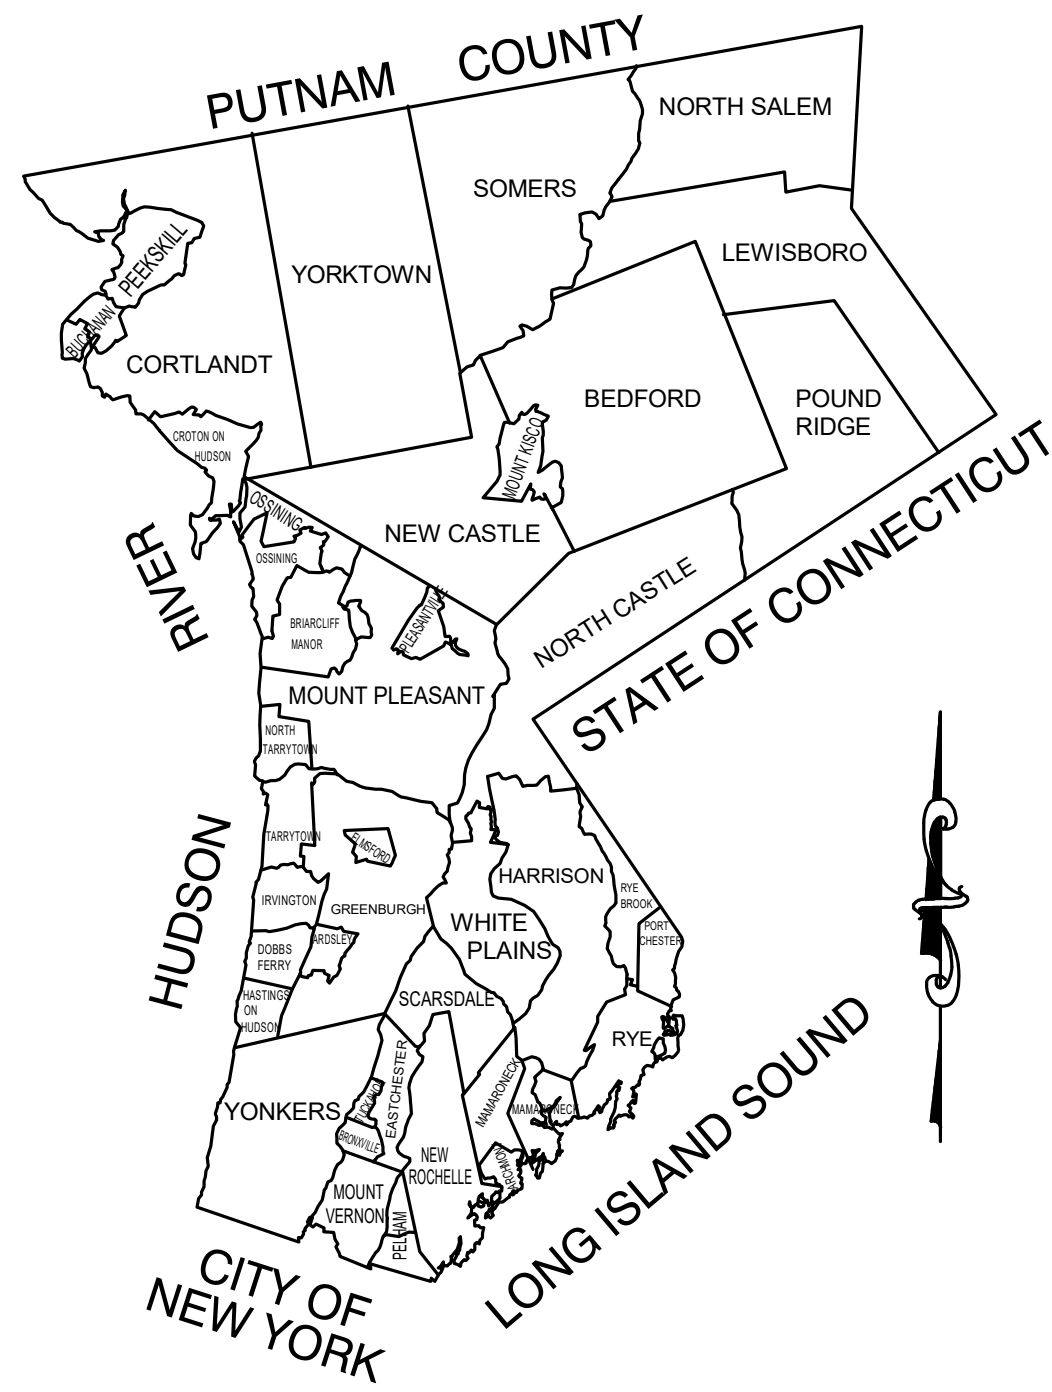 PUTNAM COUNTY
NORTH SALEM
SOMERS
PEEKSKILL
LEWISBORO
YORKTOWN
BUCHANAN
CORTLANDT
BEDFORD
POUND
RIDGE
CROTON ON
HUDSON
MOUNT KISCO
OSSINING
NEW CASTLE
OSSINING
RIVER
NORTH CASTLE
STATE OF CONNECTICUT
BRIARCLIFF
MANOR
PLEASANTVILLE
MOUNT PLEASANT
NORTH
TARRYTOWN
TARRYTOWN
ELMSFORD
HUDSON
HARRISON
RYE
BROOK
IRVINGTON
GREENBURGH
WHITE
PLAINS
PORT
CHESTER
ARDSLEY
DOBBS
FERRY
HASTINGS
ON
HUDSON
SCARSDALE
RYE
YONKERS
TUCKAHOE
EASTCHESTER
MAMARONECK
MAMARONECK
BRONXVILLE
NEW
ROCHELLE
LARCHMONT
MOUNT
VERNON
PELHAM
LONG ISLAND SOUND
CITY OF
NEW YORK